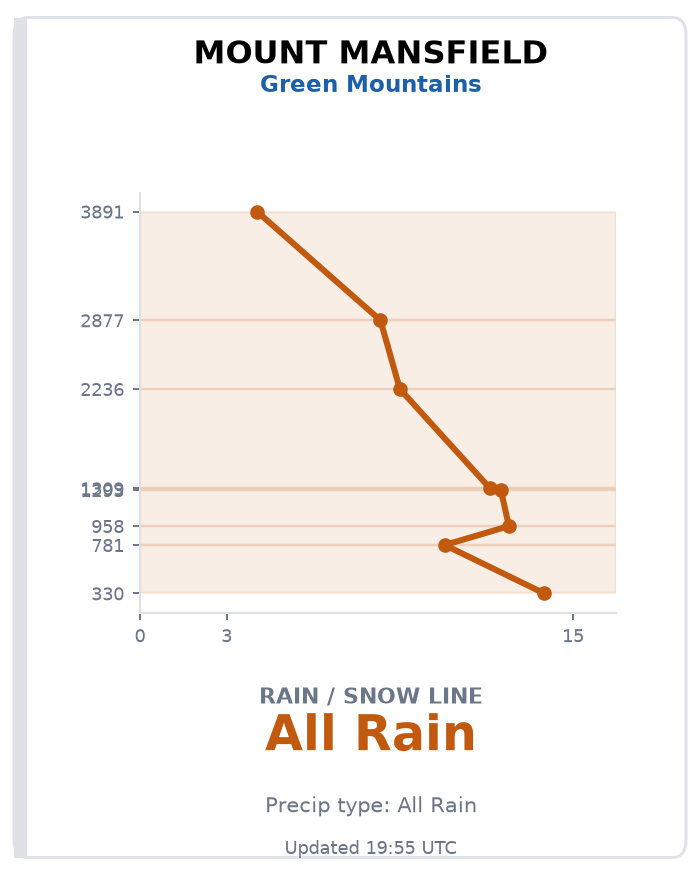 MOUNT MANSFIELD
Green Mountains
3891
2877
2236
958
781
330
0 3 15
RAIN / SNOW LINE
All Rain
Precip type: All Rain
Updated 19:55 UTC